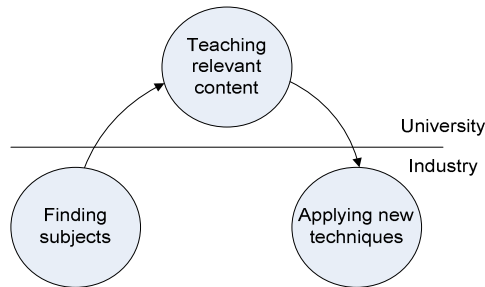 Teaching
relevant
content
University
Industry
Finding
subjects
Applying new
techniques